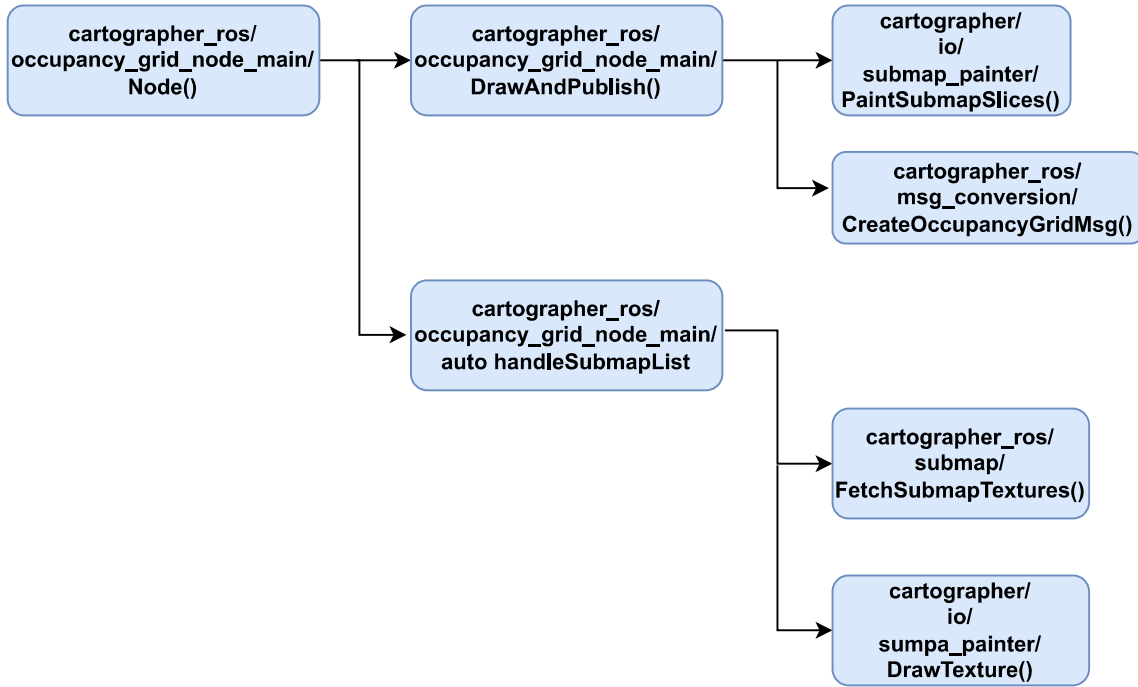 cartographer_ros/
occupancy_grid_node_main/
Node()
cartographer_ros/
occupancy_grid_node_main/
DrawAndPublish()
cartographer/
io/
submap_painter/
PaintSubmapSlices()
cartographer_ros/
msg_conversion/
CreateOccupancyGridMsg()
cartographer_ros/
occupancy_grid_node_main/
auto handleSubmapList
cartographer_ros/
submap/
FetchSubmapTextures()
cartographer/
io/
sumpa_painter/
DrawTexture()